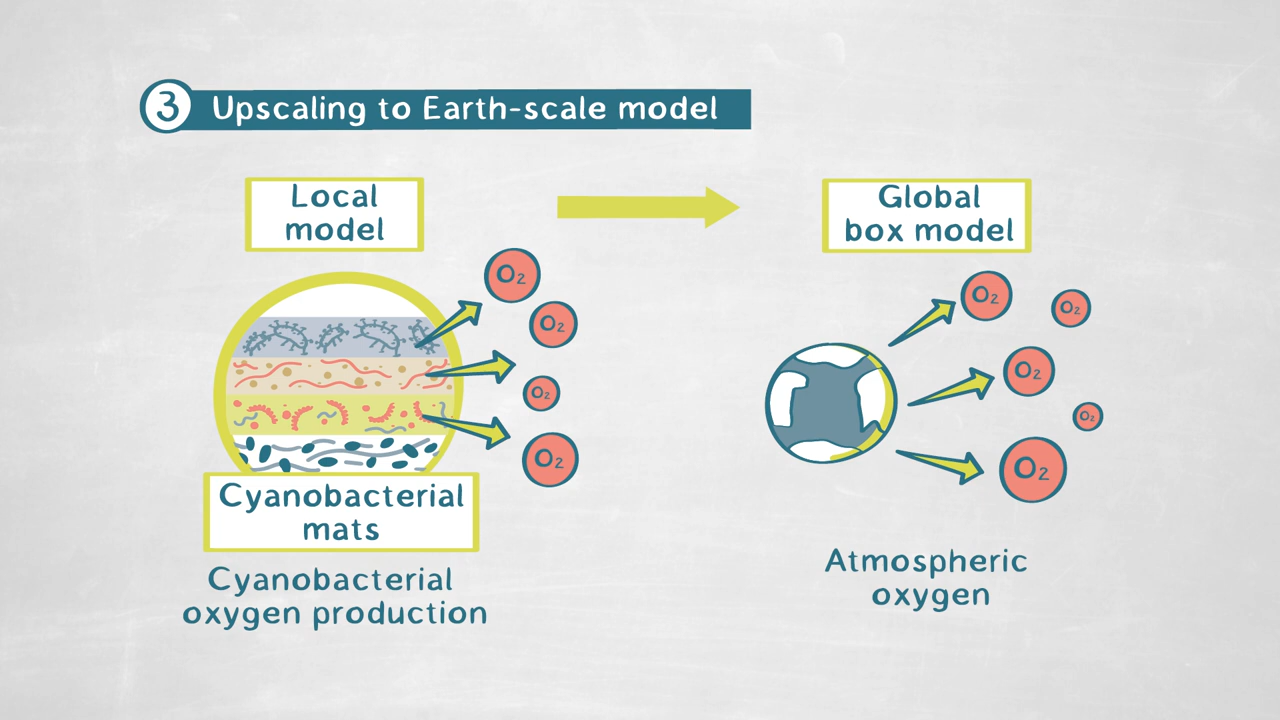 3 Upscaling to Earth-scale model
Local
model
Global
box model
O₂
O₂
O₂
O₂
O₂
O₂
O₂
O₂
O₂
Cyanobacterial
mats
Cyanobacterial
oxygen production
Atmospheric
oxygen